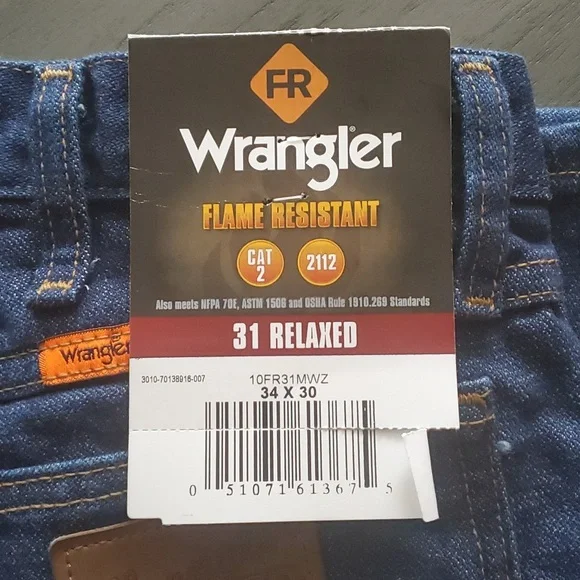 FR
Wrangler®
FLAME RESISTANT
CAT 2
2112
Also meets NFPA 70E, ASTM 1506 and OSHA Rule 1910.269 Standards
31 RELAXED
Wrangler
3010-70136916-007
10FR31MWZ
34 X 30
0 51071 61367 5